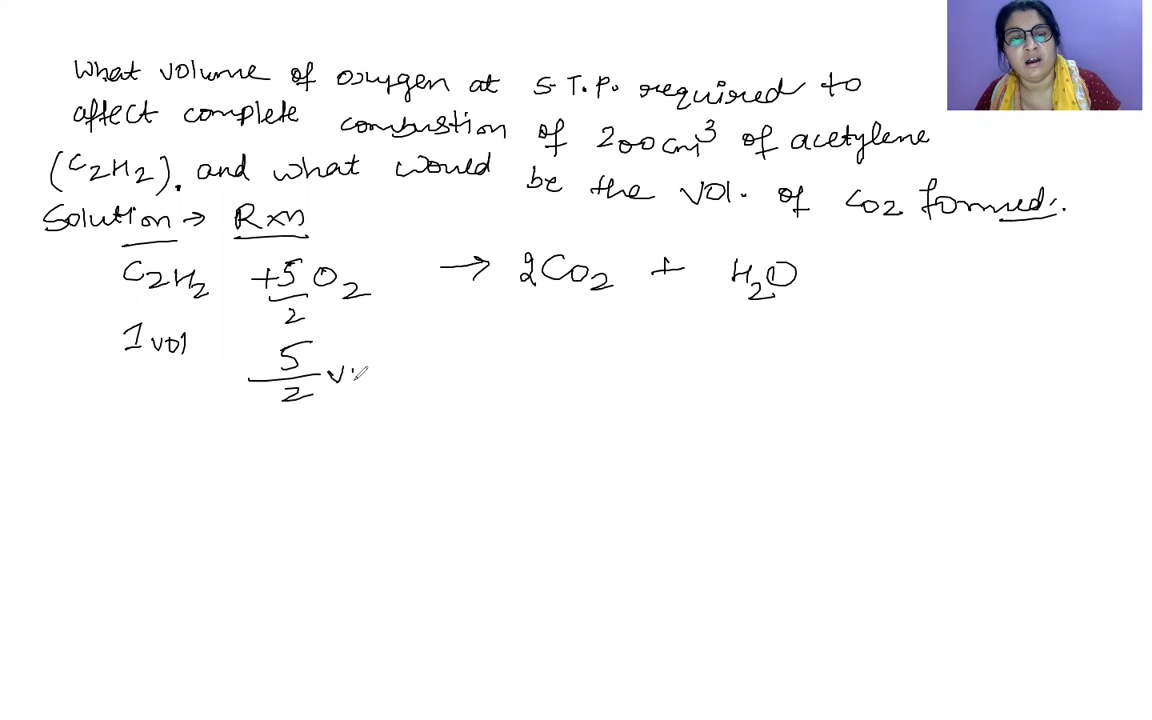 What volume of oxygen at S.T.P. required to
affect complete combustion of 200cm³ of acetylene
(C2H2). and what would be the vol. of CO2 formed.
Solution → Rxn
C2H2 + 5/2 O2 → 2CO2 + H2O
1 vol
5/2